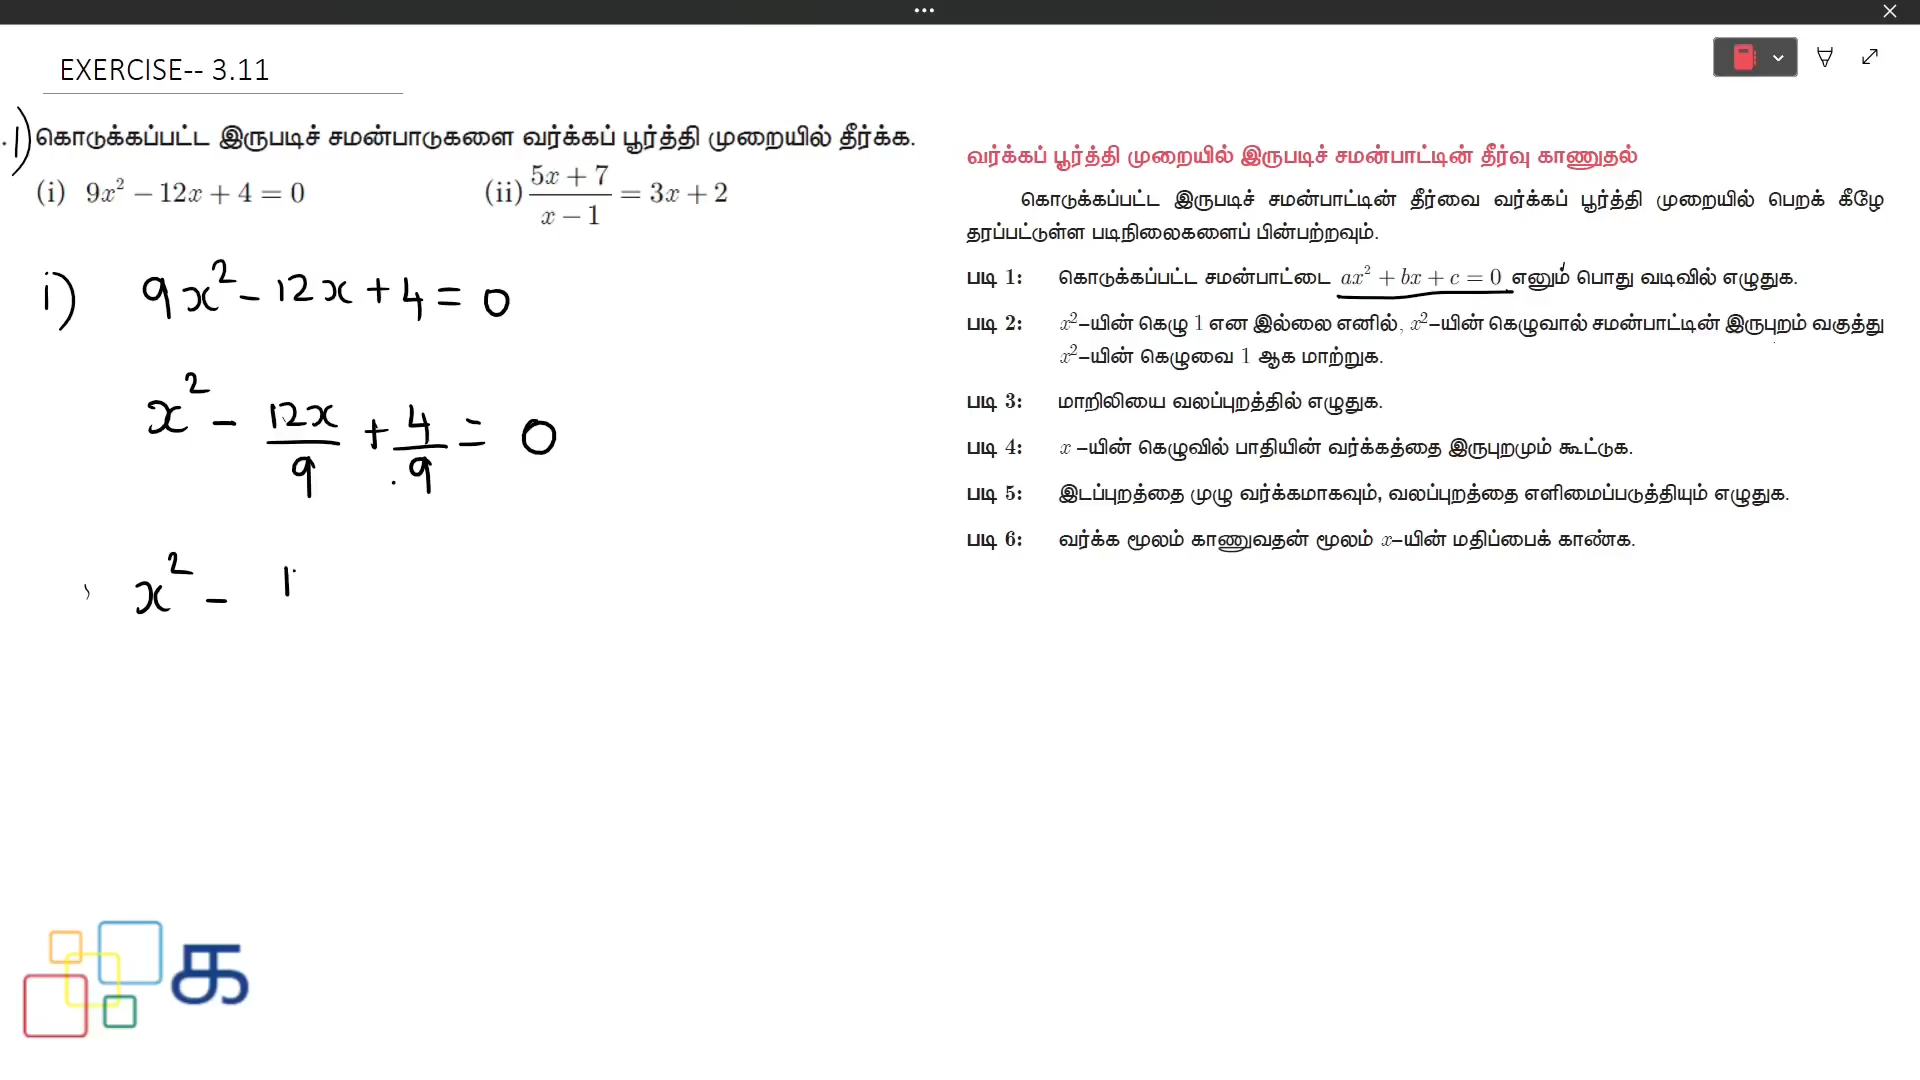 EXERCISE-- 3.11
.1) கொடுக்கப்பட்ட இருபடிச் சமன்பாடுகளை வர்க்கப் பூர்த்தி முறையில் தீர்க்க.
(i) 9x² − 12x + 4 = 0 (ii) (5x + 7)/(x − 1) = 3x + 2
i) 9x² - 12x + 4 = 0
x² - 12x/9 + 4/9 = 0
x² - 1
வர்க்கப் பூர்த்தி முறையில் இருபடிச் சமன்பாட்டின் தீர்வு காணுதல்
கொடுக்கப்பட்ட இருபடிச் சமன்பாட்டின் தீர்வை வர்க்கப் பூர்த்தி முறையில் பெறக் கீழே
தரப்பட்டுள்ள படிநிலைகளைப் பின்பற்றவும்.
படி 1: கொடுக்கப்பட்ட சமன்பாட்டை ax² + bx + c = 0 எனும் பொது வடிவில் எழுதுக.
படி 2: x²–யின் கெழு 1 என இல்லை எனில், x²–யின் கெழுவால் சமன்பாட்டின் இருபுறம் வகுத்து
x²–யின் கெழுவை 1 ஆக மாற்றுக.
படி 3: மாறிலியை வலப்புறத்தில் எழுதுக.
படி 4: x –யின் கெழுவில் பாதியின் வர்க்கத்தை இருபுறமும் கூட்டுக.
படி 5: இடப்புறத்தை முழு வர்க்கமாகவும், வலப்புறத்தை எளிமைப்படுத்தியும் எழுதுக.
படி 6: வர்க்க மூலம் காணுவதன் மூலம் x–யின் மதிப்பைக் காண்க.
க